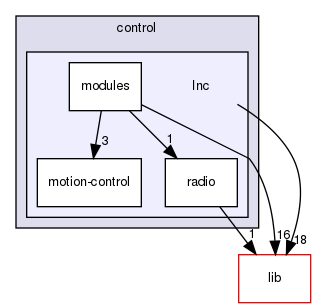 control
modules
Inc
3
1
motion-control
radio
1
16
18
lib